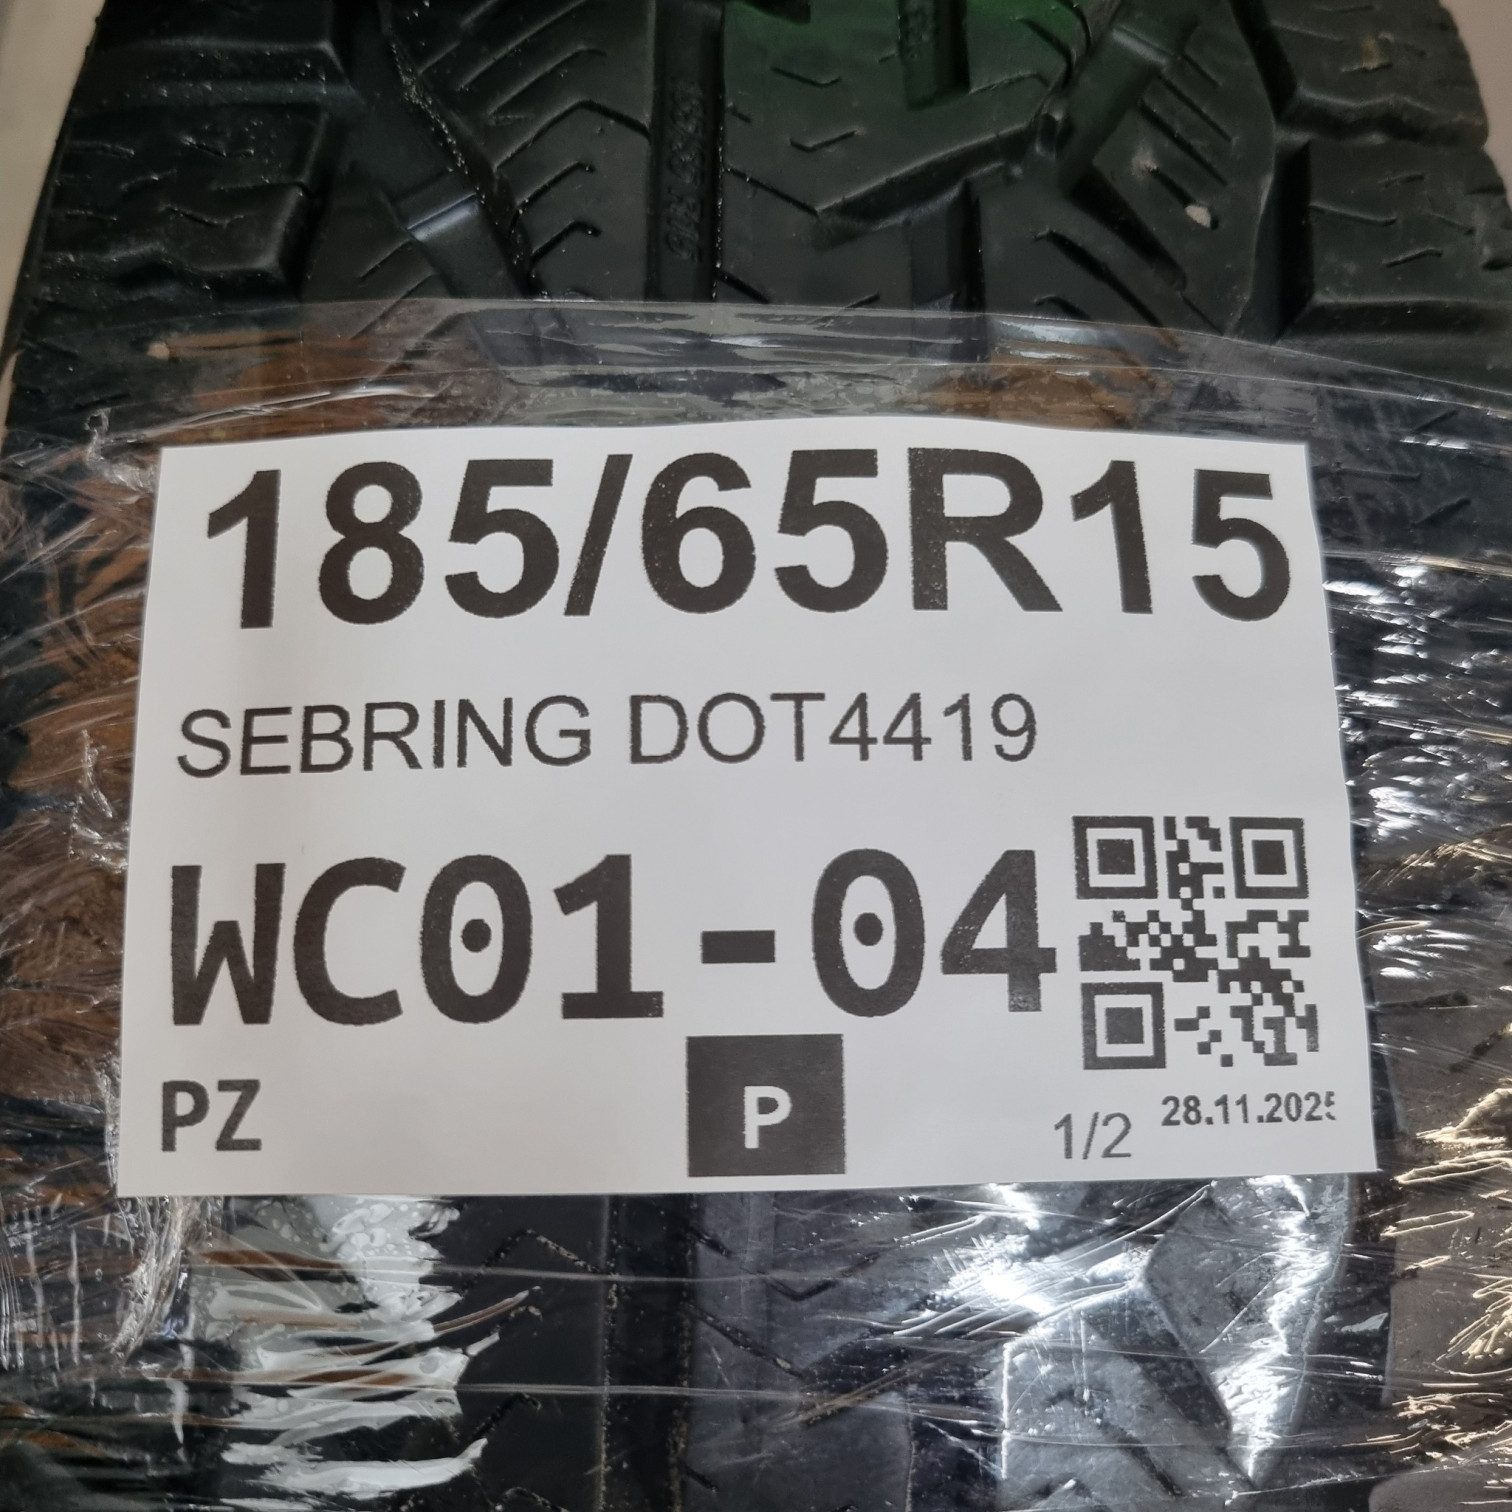 185/65R15
SEBRING DOT4419
WC01-04
PZ
P
1/2
28.11.2025